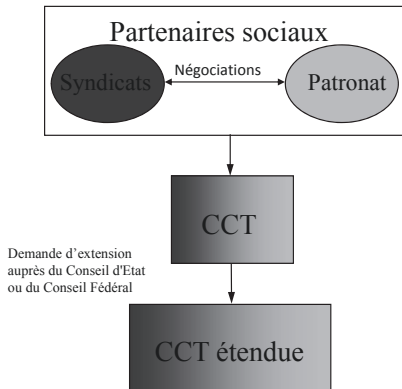 Partenaires sociaux
Négociations
Syndicats
Patronat
CCT
Demande d'extension
auprès du Conseil d'Etat
ou du Conseil Fédéral
CCT étendue